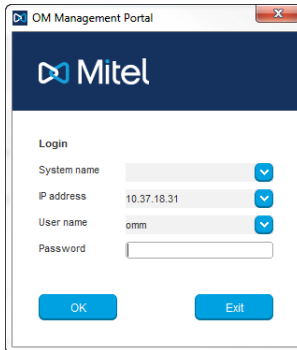 OM Management Portal
Mitel
Login
System name
IP address 10.37.18.31
User name omm
Password
OK Exit